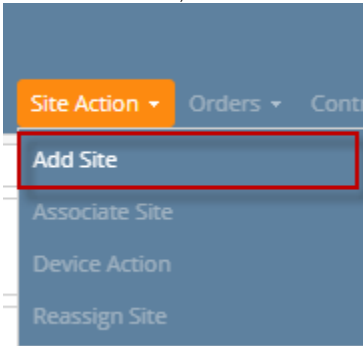 Site Action Orders Cont
Add Site
Associate Site
Device Action
Reassign Site